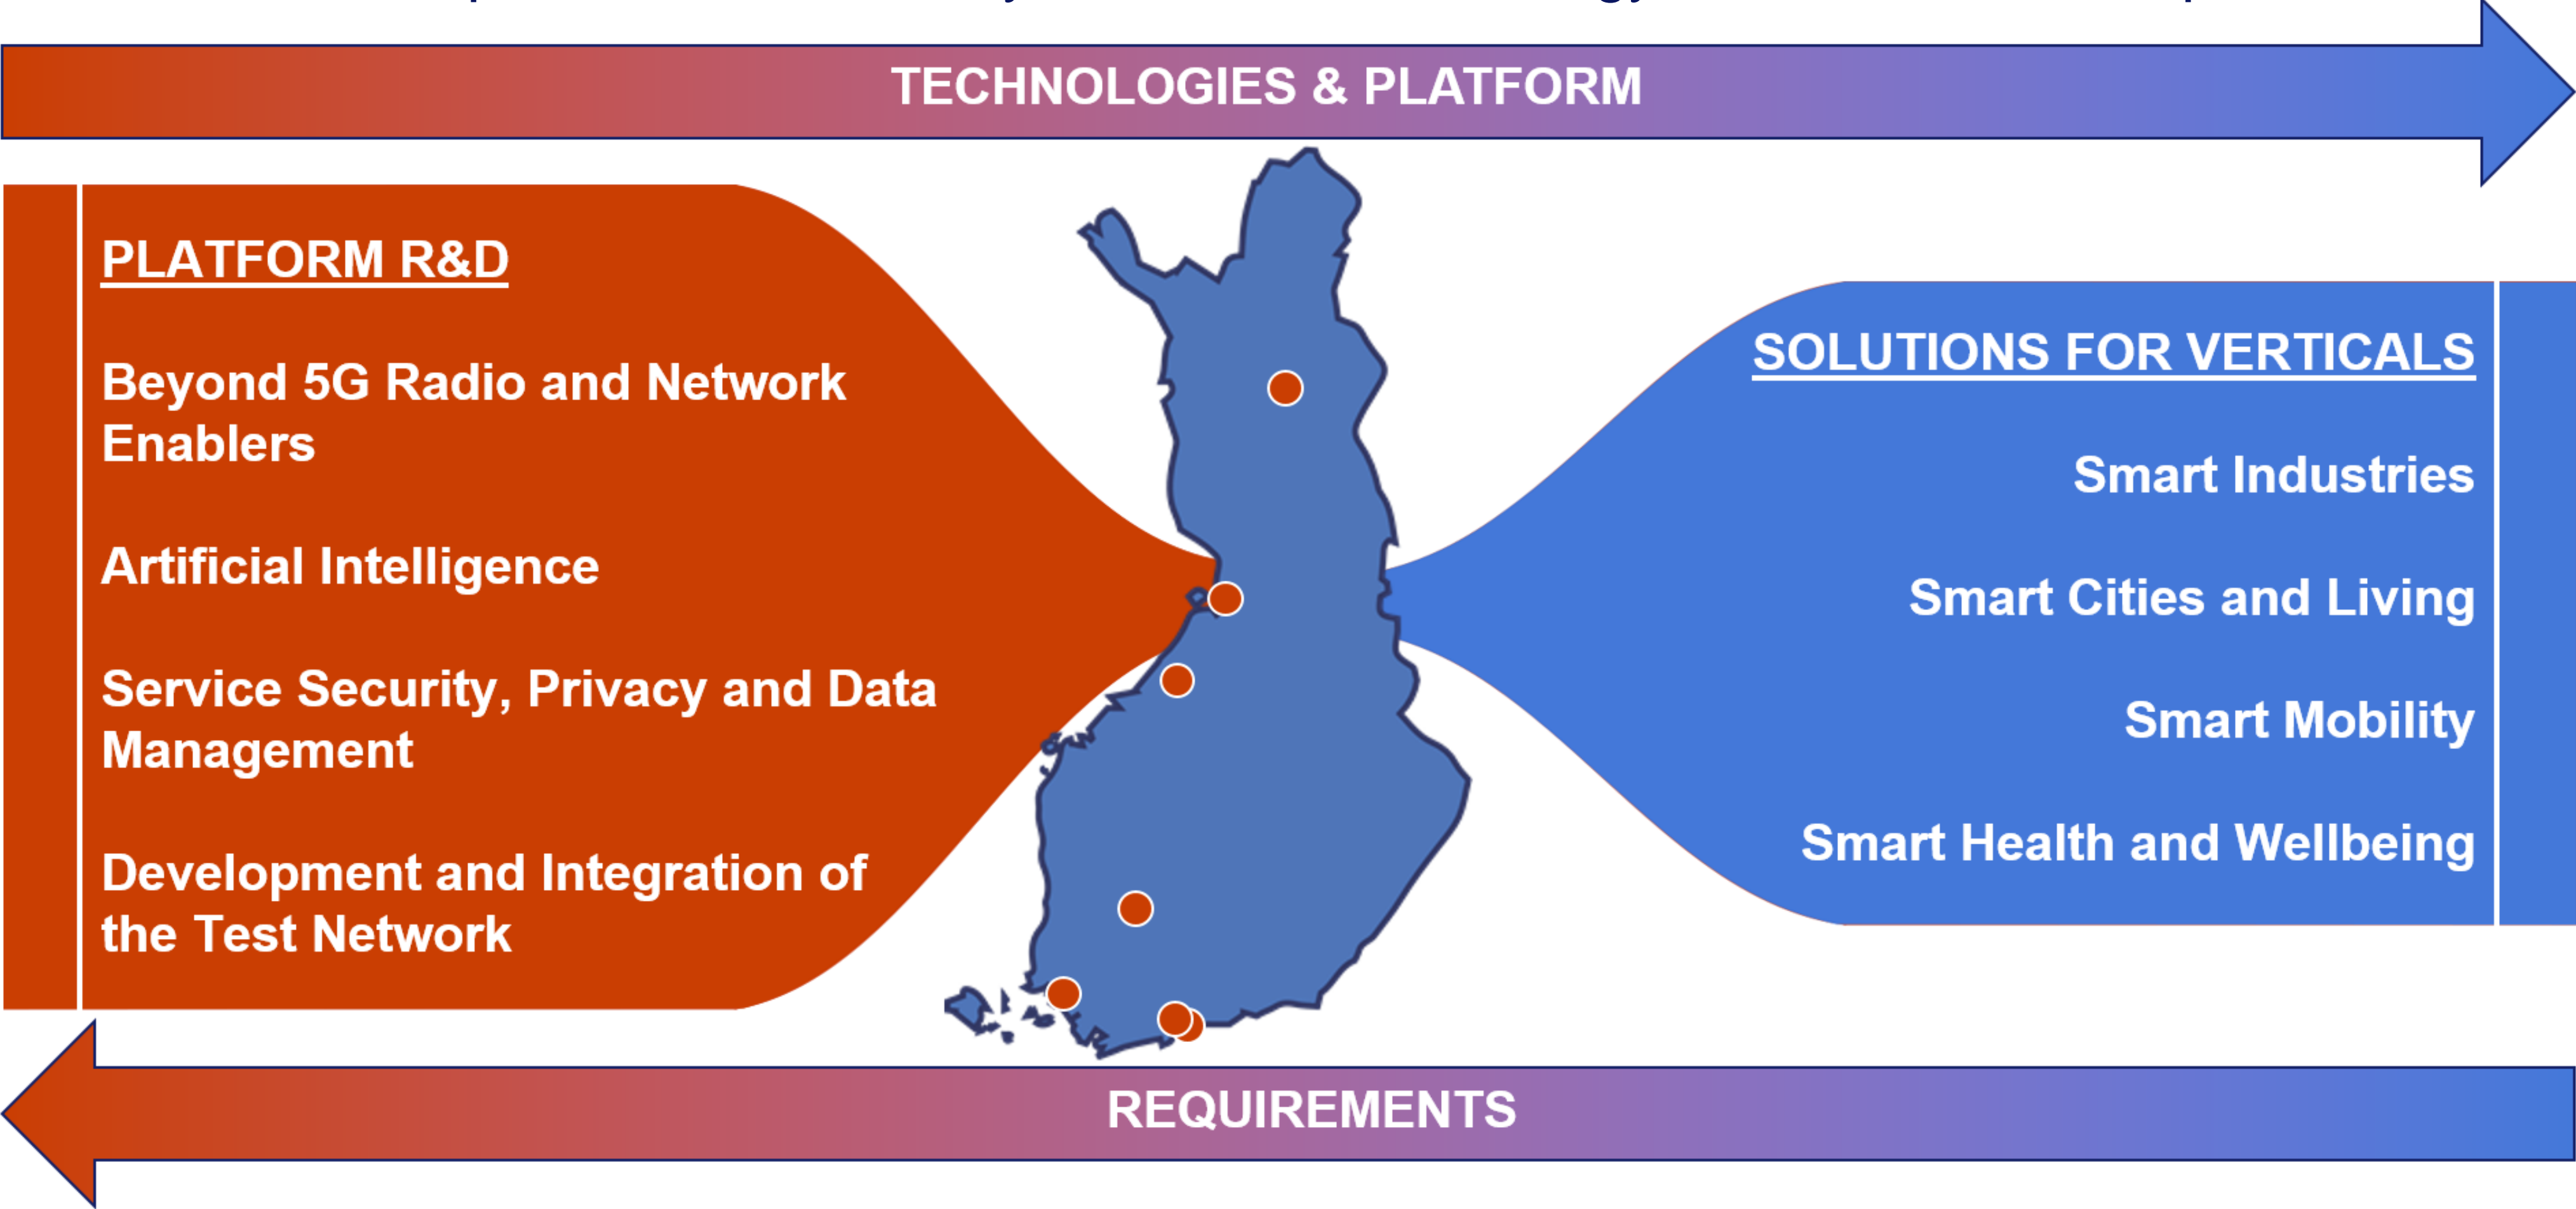 TECHNOLOGIES & PLATFORM
PLATFORM R&D
Beyond 5G Radio and Network
Enablers
Artificial Intelligence
Service Security, Privacy and Data
Management
Development and Integration of
the Test Network
SOLUTIONS FOR VERTICALS
Smart Industries
Smart Cities and Living
Smart Mobility
Smart Health and Wellbeing
REQUIREMENTS